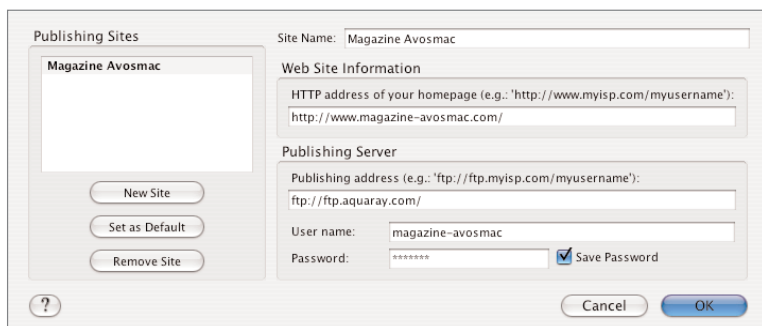 Publishing Sites
Magazine Avosmac
New Site
Set as Default
Remove Site
Site Name: Magazine Avosmac
Web Site Information
HTTP address of your homepage (e.g.: 'http://www.myisp.com/myusername'):
http://www.magazine-avosmac.com/
Publishing Server
Publishing address (e.g.: 'ftp://ftp.myisp.com/myusername'):
ftp://ftp.aquaray.com/
User name: magazine-avosmac
Password: ******* Save Password
? Cancel OK